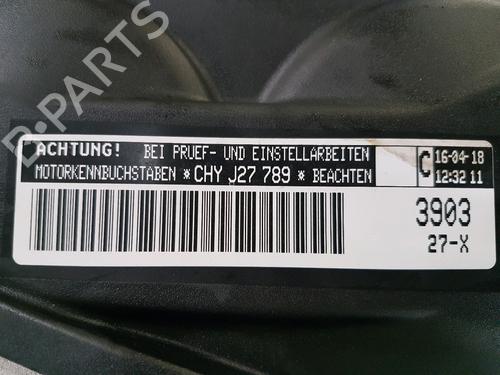 B-PARTS
ACHTUNG! BEI PRUEF- UND EINSTELLARBEITEN
MOTORKENNBUCHSTABEN *CHY J27 789* BEACHTEN
C 16-04-18
12:32 11
3903
27-X